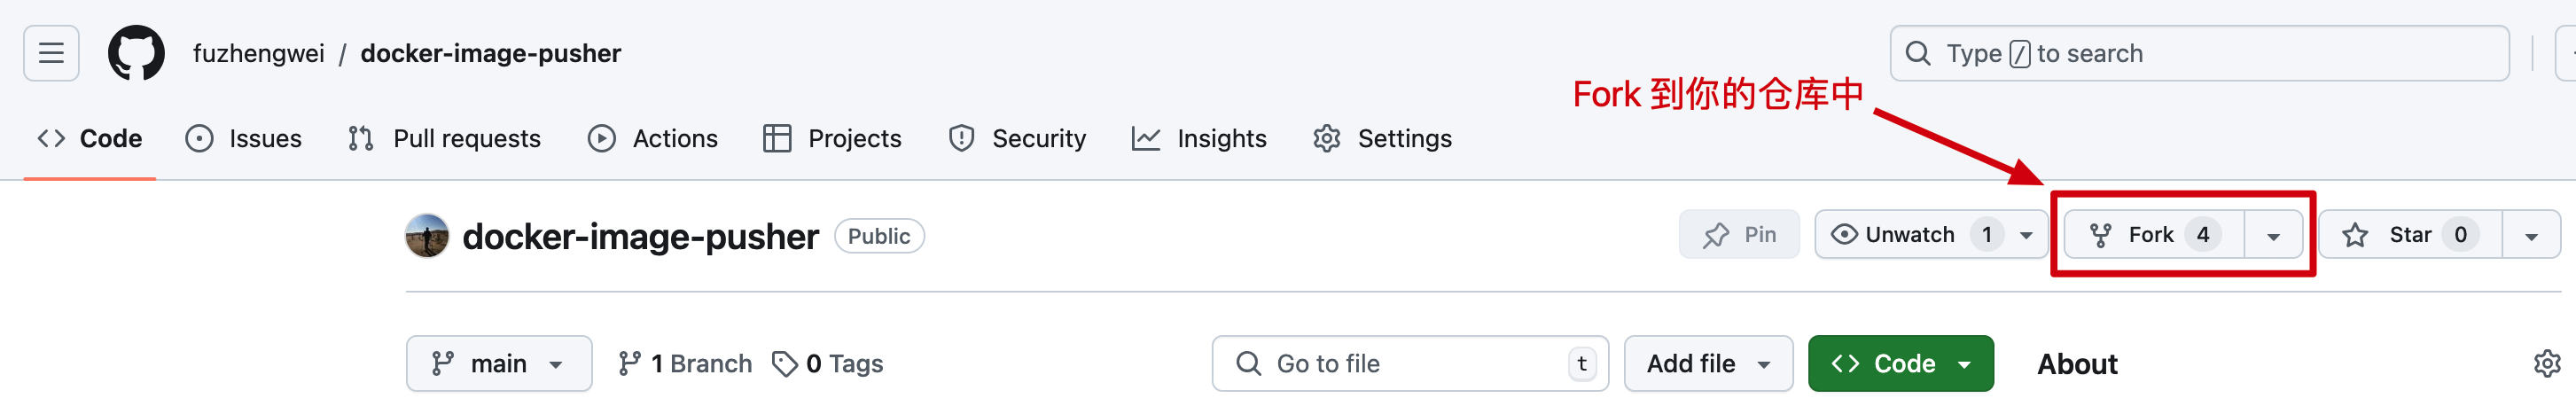 fuzhengwei / docker-image-pusher
Type / to search
Fork 到你的仓库中
Code Issues Pull requests Actions Projects Security Insights Settings
docker-image-pusher Public
Pin Unwatch 1 Fork 4 Star 0
main 1 Branch 0 Tags Go to file t Add file Code About